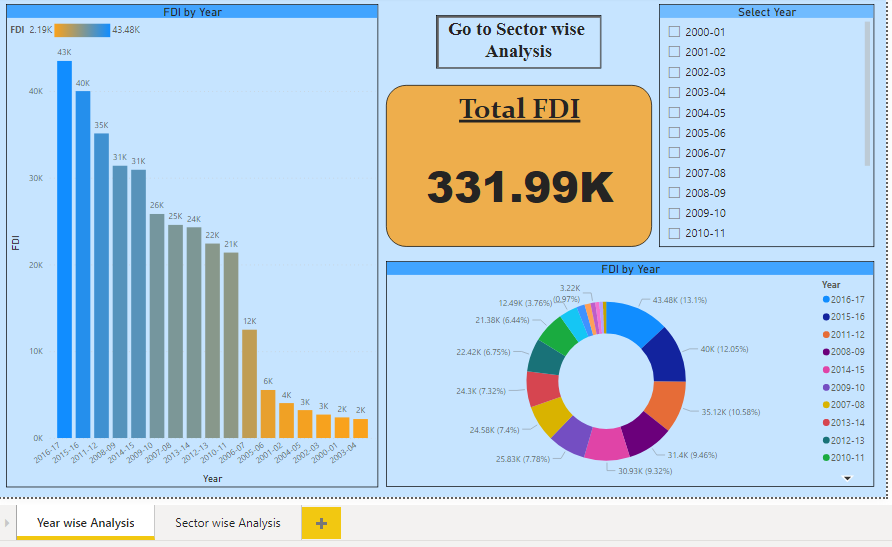 FDI by Year
FDI 2.19K 43.48K
43K
40K
35K
31K
31K
26K
25K
24K
22K
21K
12K
6K
4K
3K
3K
2K
2K
40K
30K
20K
10K
0K
FDI
2016-17
2015-16
2011-12
2008-09
2014-15
2009-10
2007-08
2013-14
2012-13
2010-11
2006-07
2005-06
2001-02
2004-05
2002-03
2000-01
2003-04
Year
Go to Sector wise
Analysis
Total FDI
331.99K
Select Year
2000-01
2001-02
2002-03
2003-04
2004-05
2005-06
2006-07
2007-08
2008-09
2009-10
2010-11
FDI by Year
43.48K (13.1%)
40K (12.05%)
35.12K (10.58%)
31.4K (9.46%)
30.93K (9.32%)
25.83K (7.78%)
24.58K (7.4%)
24.3K (7.32%)
22.42K (6.75%)
21.38K (6.44%)
12.49K (3.76%)
3.22K
(0.97%)
Year
2016-17
2015-16
2011-12
2008-09
2014-15
2009-10
2007-08
2013-14
2012-13
2010-11
Year wise Analysis
Sector wise Analysis
+